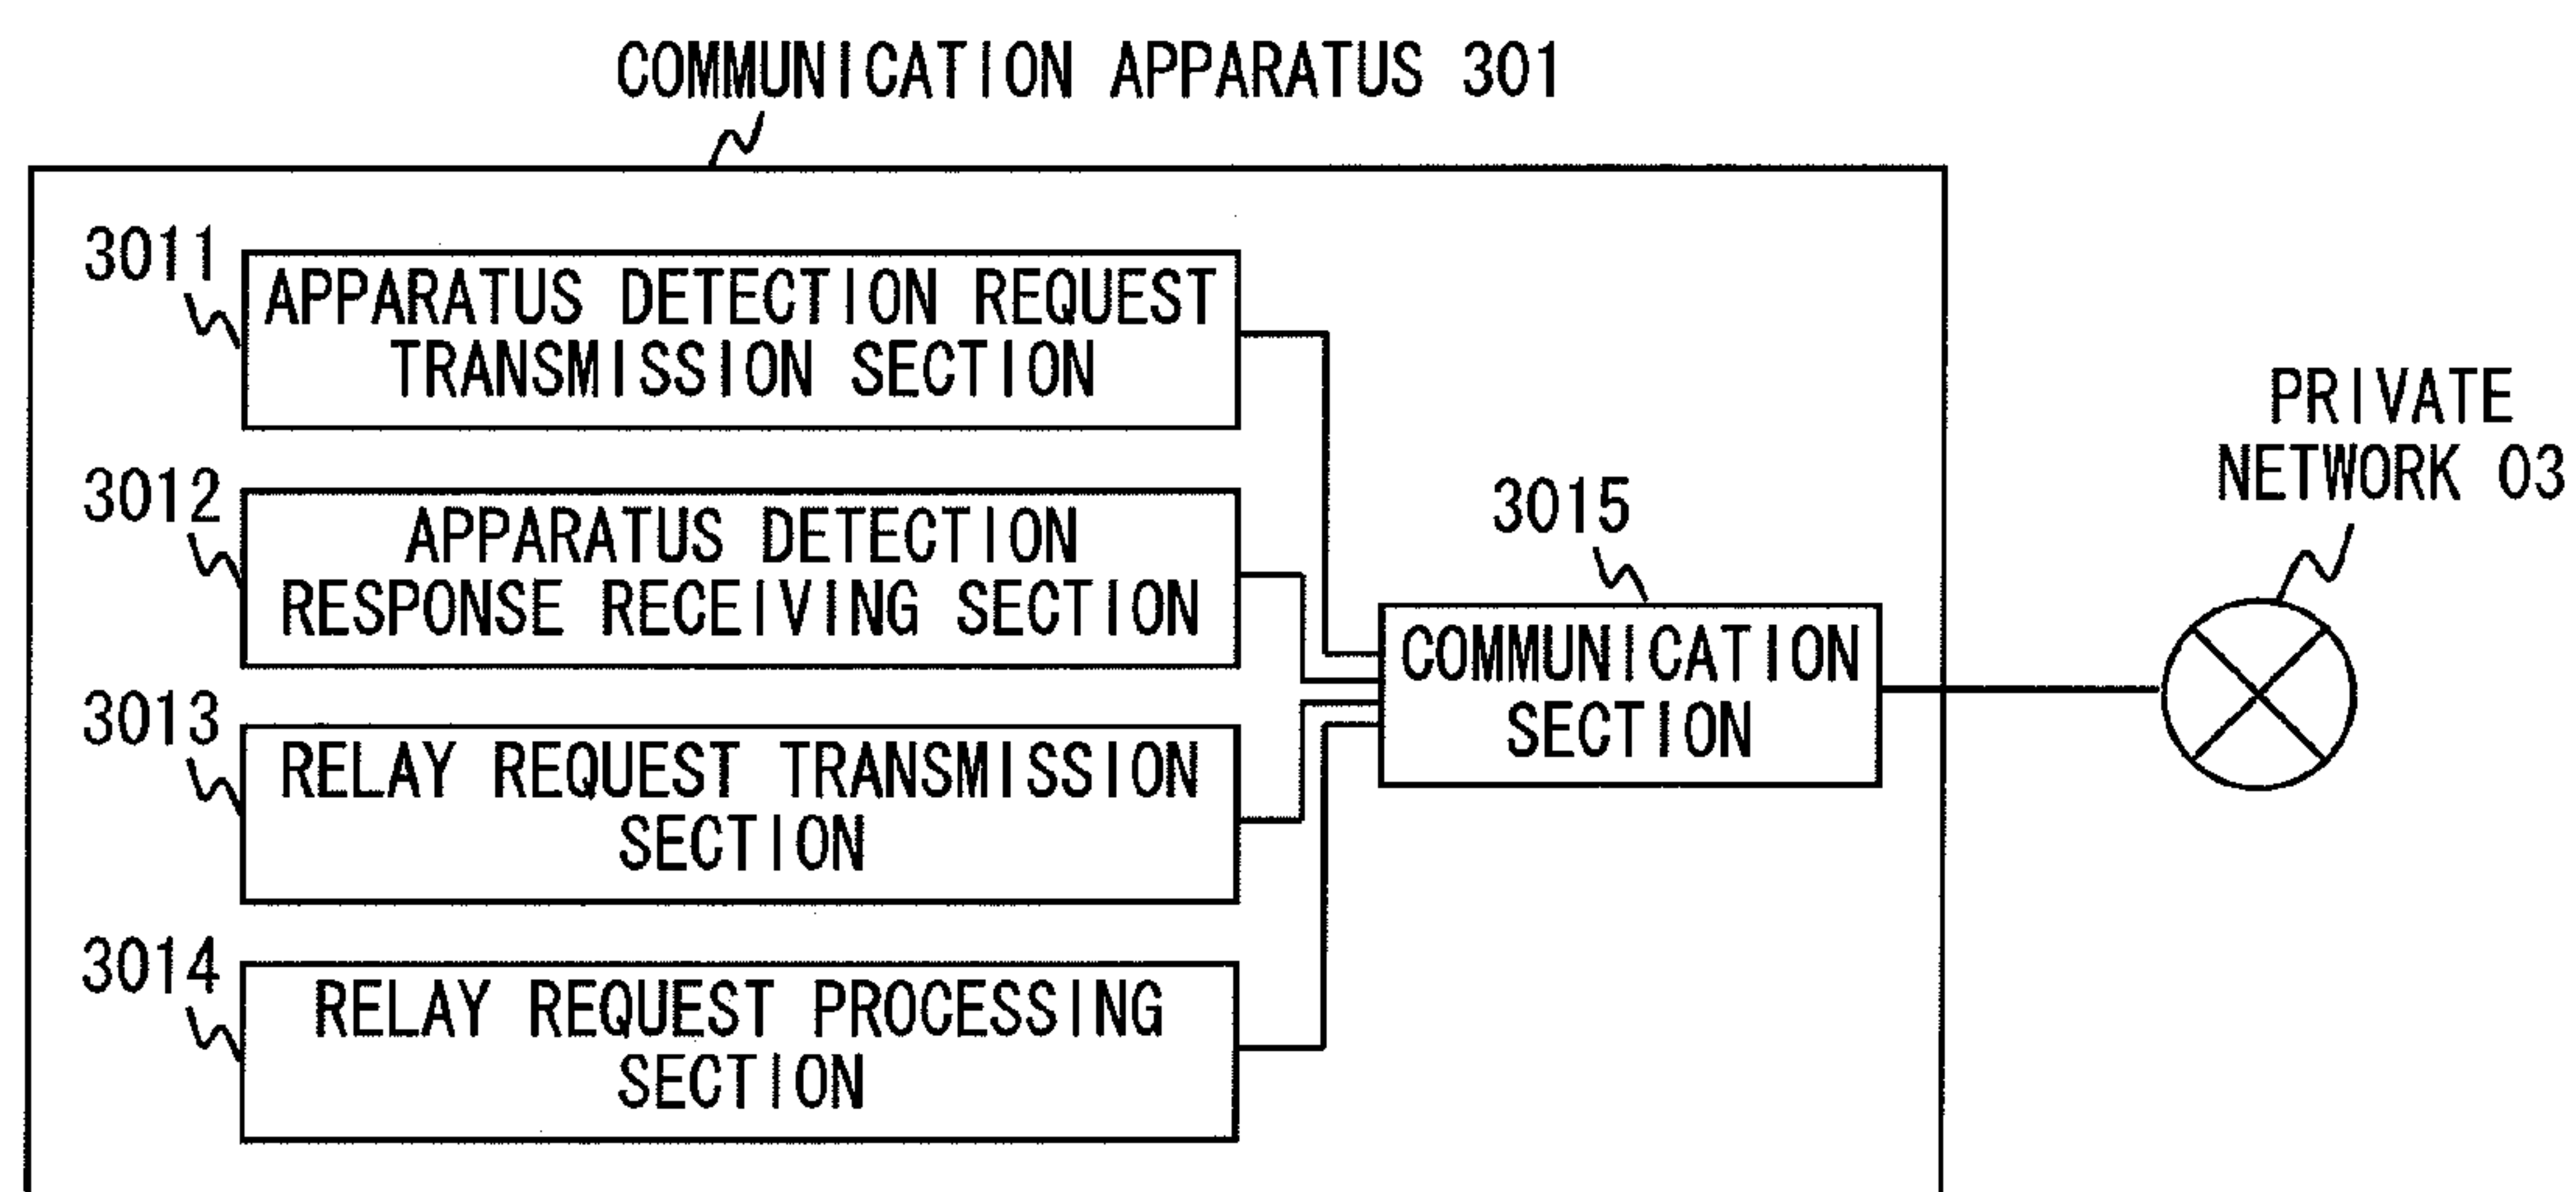 COMMUNICATION APPARATUS 301
3011
APPARATUS DETECTION REQUEST
TRANSMISSION SECTION
3012
APPARATUS DETECTION
RESPONSE RECEIVING SECTION
3013
RELAY REQUEST TRANSMISSION
SECTION
3014
RELAY REQUEST PROCESSING
SECTION
3015
COMMUNICATION
SECTION
PRIVATE
NETWORK 03